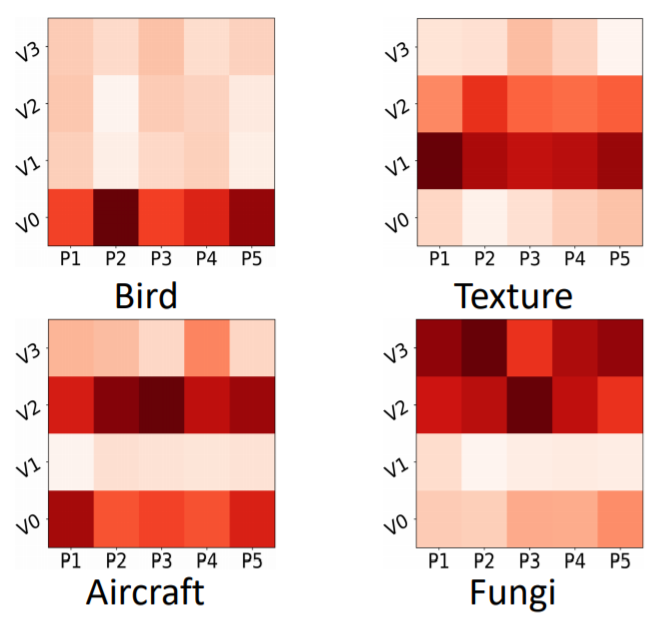 V3 V3
V2 V2
V1 V1
V0 V0
P1 P2 P3 P4 P5 P1 P2 P3 P4 P5
Bird Texture
V3 V3
V2 V2
V1 V1
V0 V0
P1 P2 P3 P4 P5 P1 P2 P3 P4 P5
Aircraft Fungi